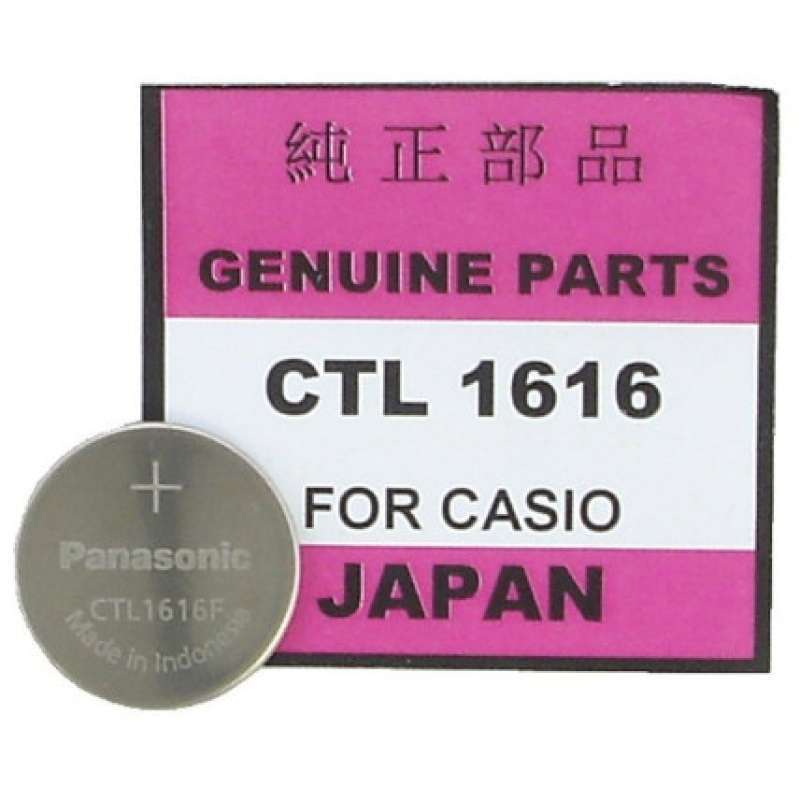 純正部品
GENUINE PARTS
CTL 1616
FOR CASIO
JAPAN
+
Panasonic
CTL1616F
Made in Indonesia